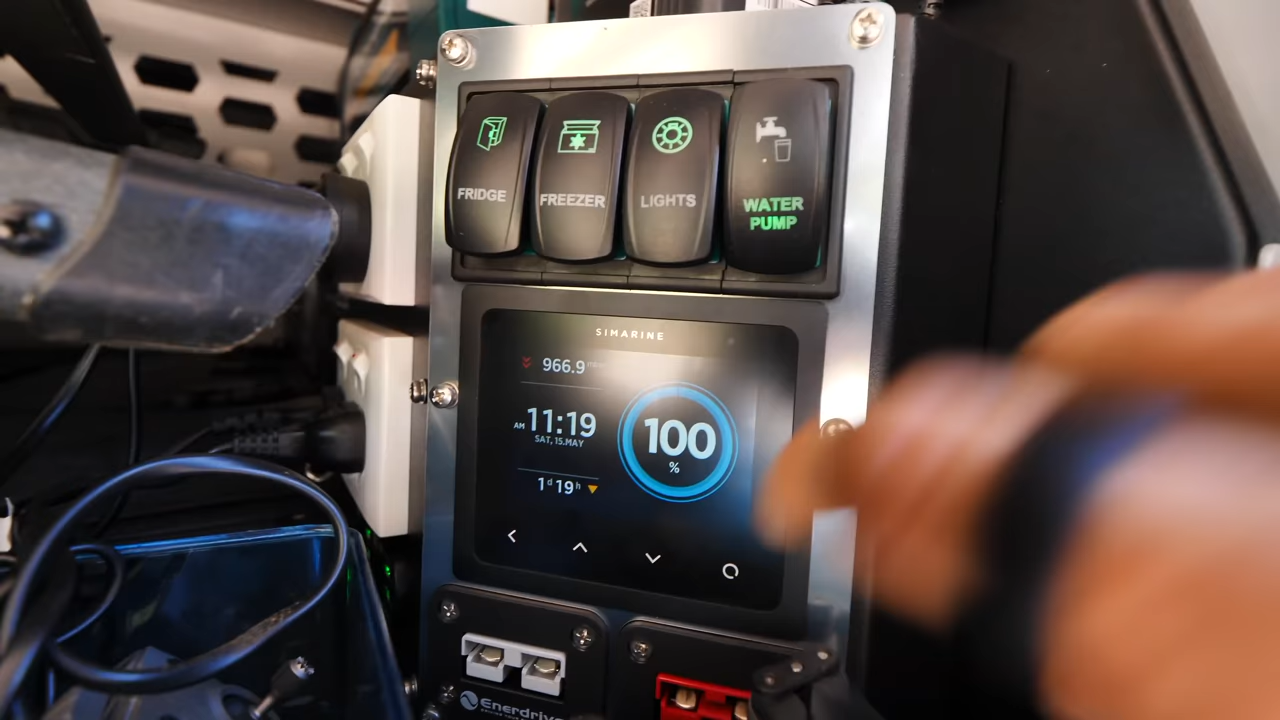 FRIDGE
FREEZER
LIGHTS
WATER
PUMP
SIMARINE
966.9
AM 11:19
SAT, 15.MAY
100
%
1d 19h
Enerdrive